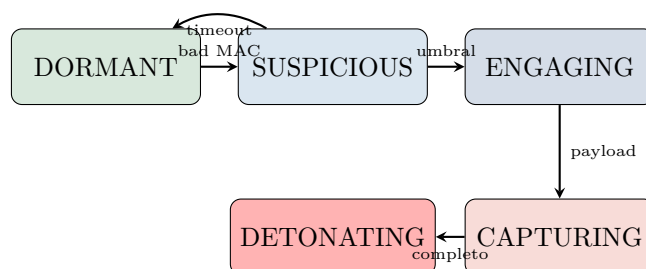 timeout
bad MAC
DORMANT
SUSPICIOUS
umbral
ENGAGING
payload
DETONATING
completo
CAPTURING